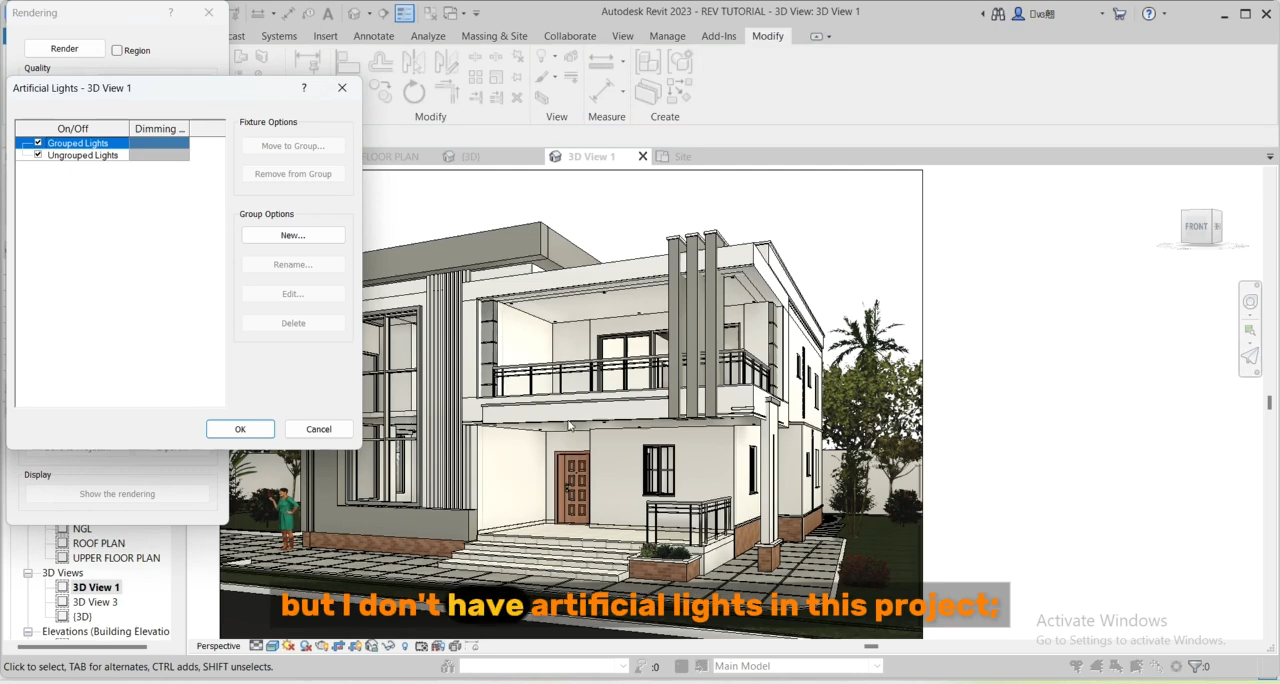 Rendering
?
Autodesk Revit 2023 - REV TUTORIAL - 3D View: 3D View 1
Render
Region
Quality
Systems
Insert
Annotate
Analyze
Massing & Site
Collaborate
View
Manage
Add-Ins
Modify
Modify
View
Measure
Create
Artificial Lights - 3D View 1
?
On/Off
Dimming ...
Grouped Lights
Ungrouped Lights
Fixture Options
Move to Group...
Remove from Group
Group Options
New...
Rename...
Edit...
Delete
OK
Cancel
3D View 1
Site
FRONT
Display
Show the rendering
NGL
ROOF PLAN
UPPER FLOOR PLAN
3D Views
3D View 1
3D View 3
{3D}
Elevations (Building Elevatio
but I don't have artificial lights in this project;
Activate Windows
Go to Settings to activate Windows.
Perspective
Click to select, TAB for alternates, CTRL adds, SHIFT unselects.
:0
Main Model
:0